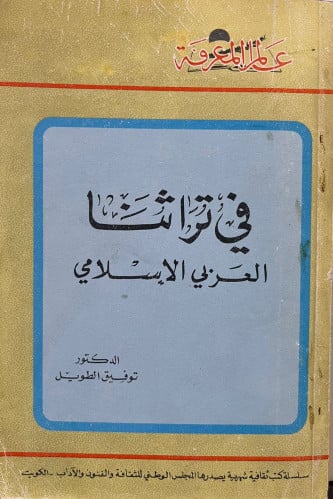 عالم المعرفة
في تراثنا
العربي الإسلامي
الدكتور
توفيق الطويل
سلسلة كتب ثقافية شهرية يصدرها المجلس الوطني للثقافة والفنون والآداب - الكويت